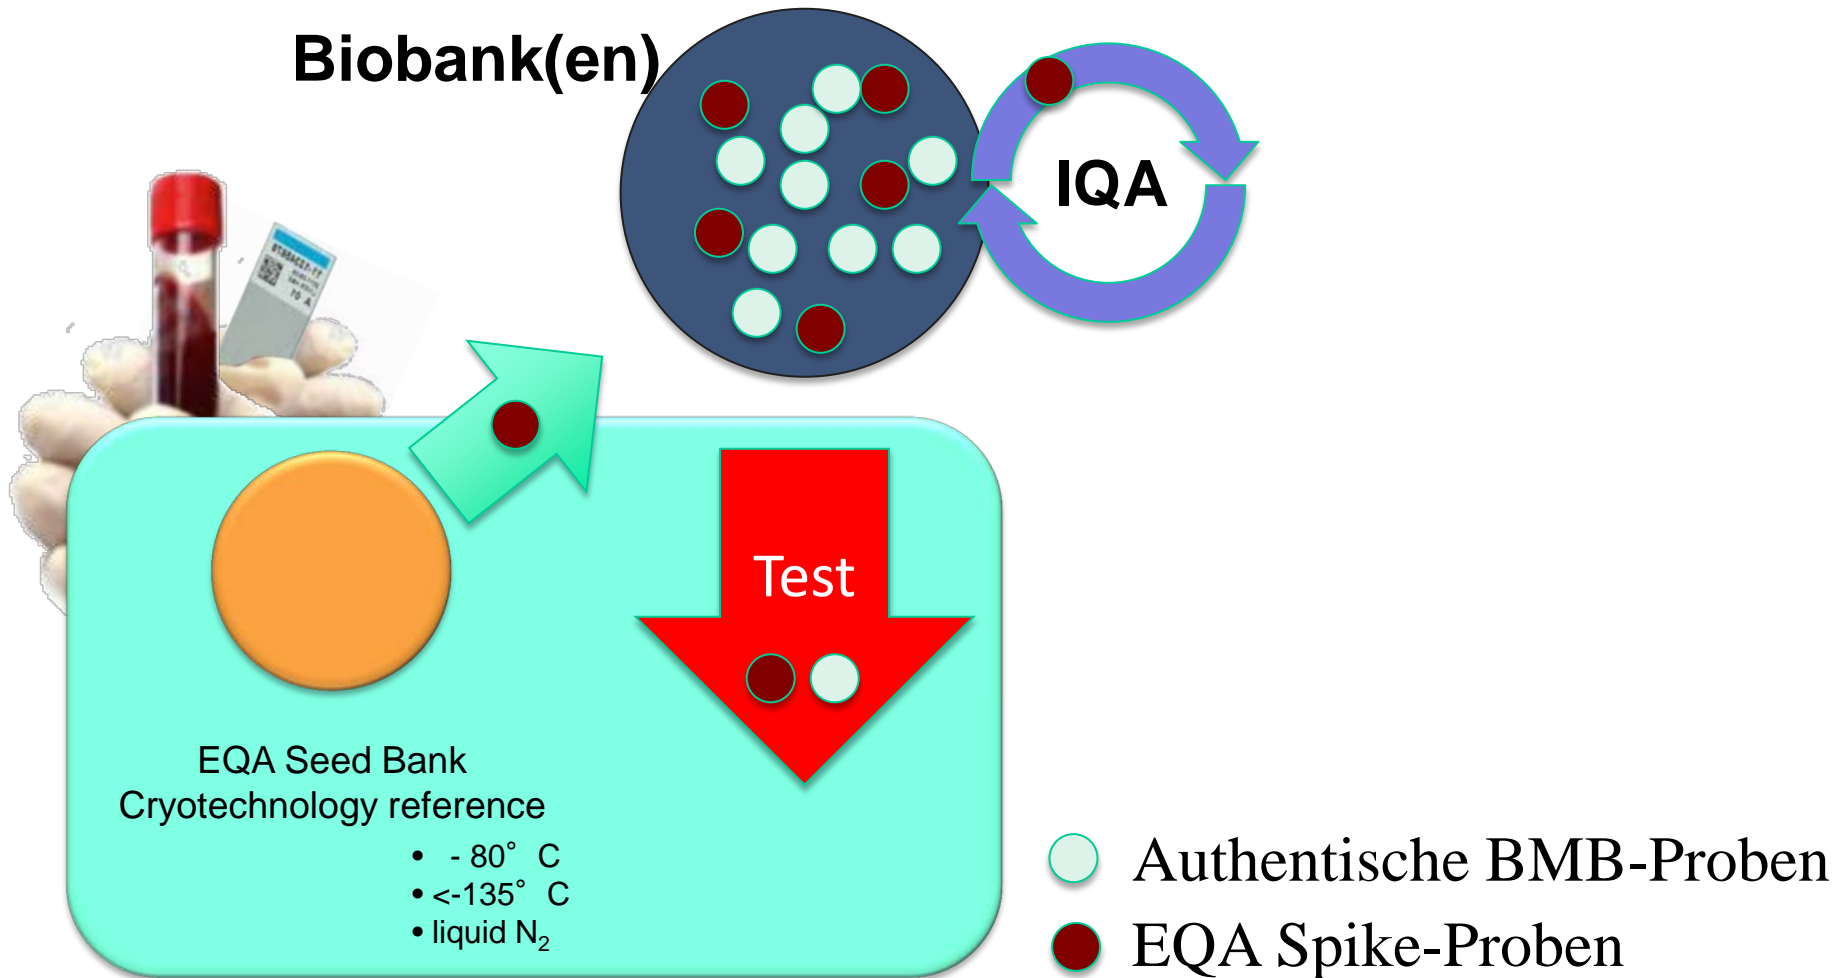 Biobank(en)
IQA
Test
EQA Seed Bank
Cryotechnology reference
• - 80° C
• <-135° C
• liquid N₂
Authentische BMB-Proben
EQA Spike-Proben